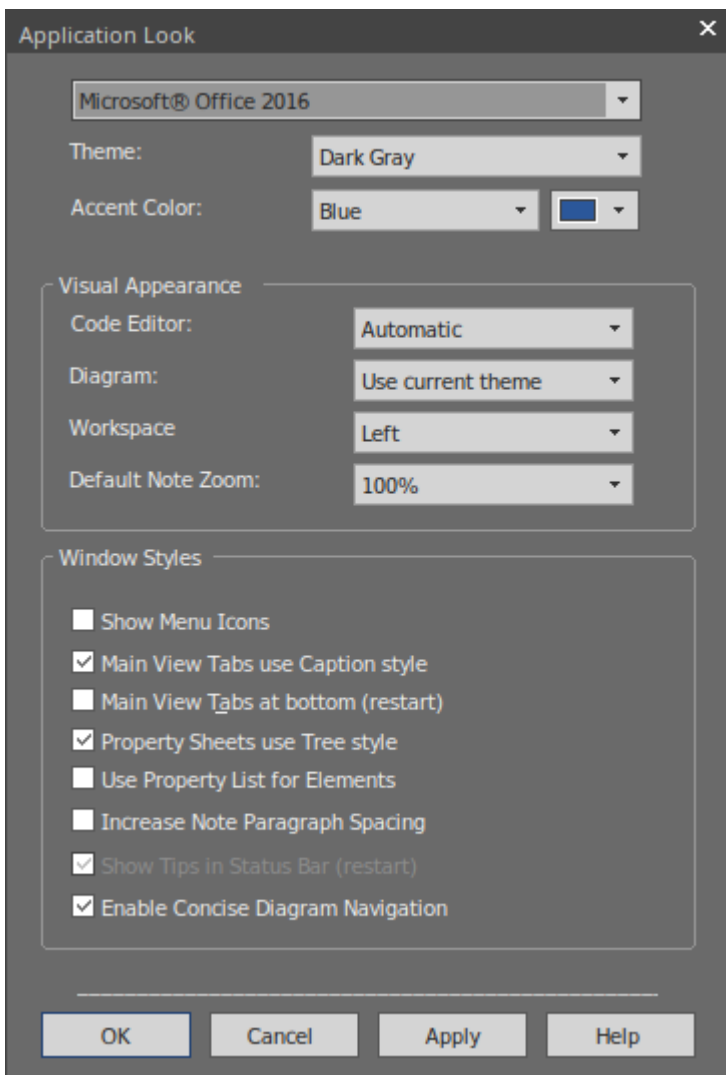 Application Look
Microsoft® Office 2016
Theme: Dark Gray
Accent Color: Blue
Visual Appearance
Code Editor: Automatic
Diagram: Use current theme
Workspace Left
Default Note Zoom: 100%
Window Styles
Show Menu Icons
Main View Tabs use Caption style
Main View Tabs at bottom (restart)
Property Sheets use Tree style
Use Property List for Elements
Increase Note Paragraph Spacing
Show Tips in Status Bar (restart)
Enable Concise Diagram Navigation
OK Cancel Apply Help